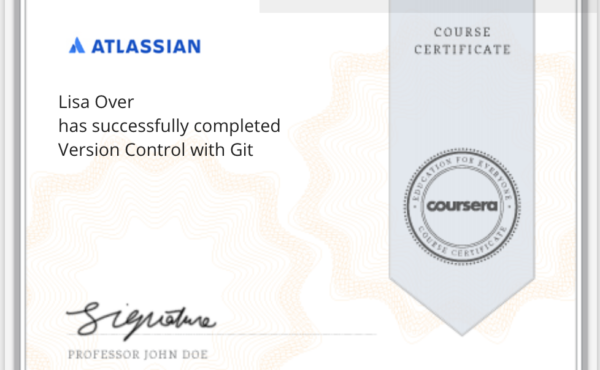 ATLASSIAN
COURSE
CERTIFICATE
Lisa Over
has successfully completed
Version Control with Git
EDUCATION FOR EVERYONE
coursera
COURSE CERTIFICATE
Signature
PROFESSOR JOHN DOE